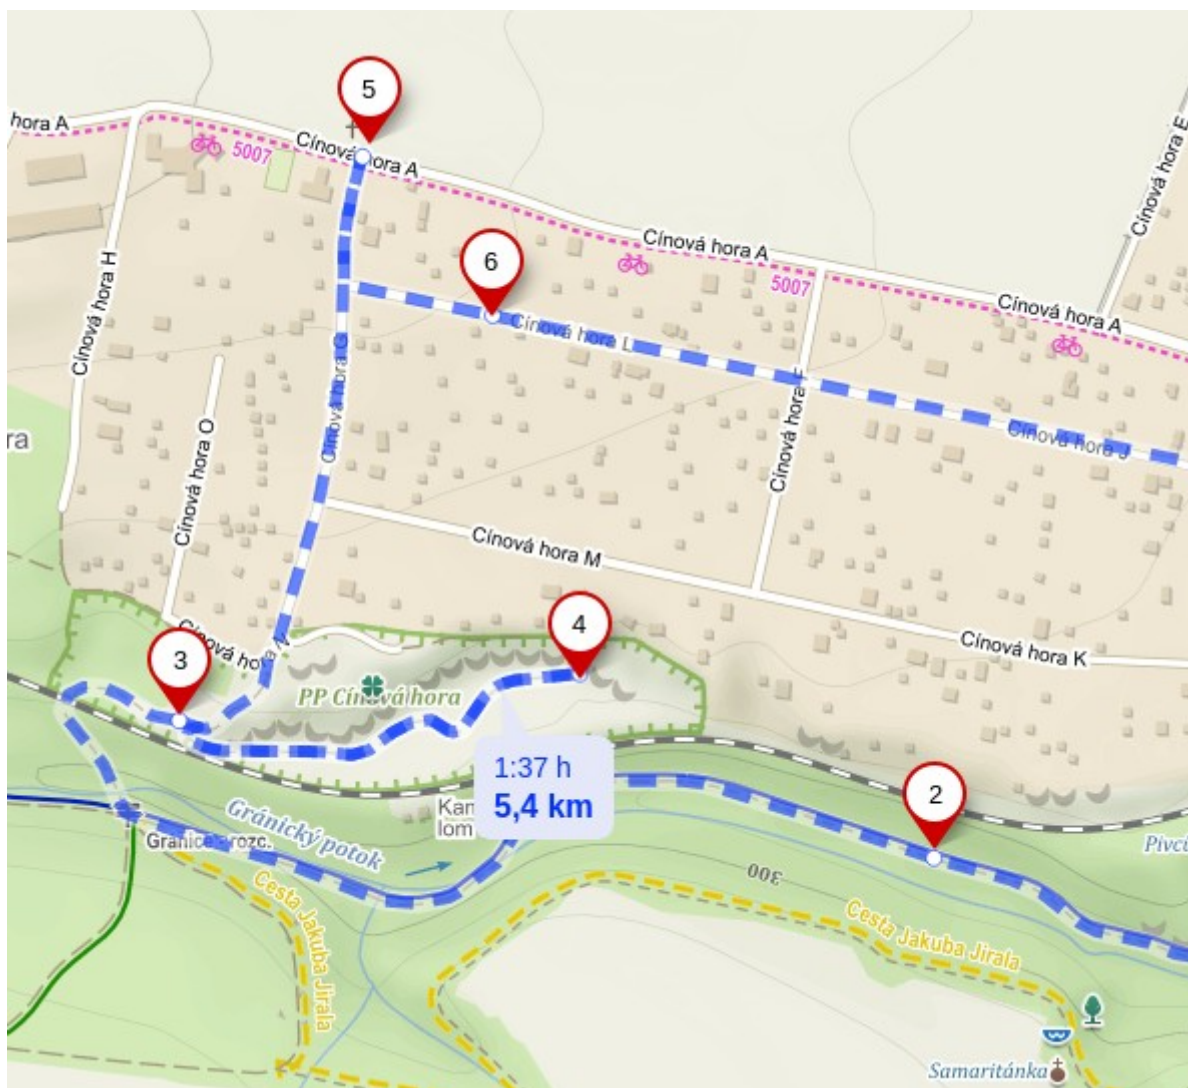 hora A
5
Cínová hora A
5007
Cínová hora E
6
Cínová hora A
5007
Cínová hora A
Cínová hora H
Cínová hora L
Cínová hora G
Cínová hora F
Cínová hora J
ra
Cínová hora O
Cínová hora M
4
Cínová hora K
3
Cínová hora N
PP Cínová hora
1:37 h
5,4 km
2
Gránický potok
lom
Granice - rozc.
Pivc
300
Cesta Jakuba Jirala
Cesta Jakuba Jirala
Samaritánka